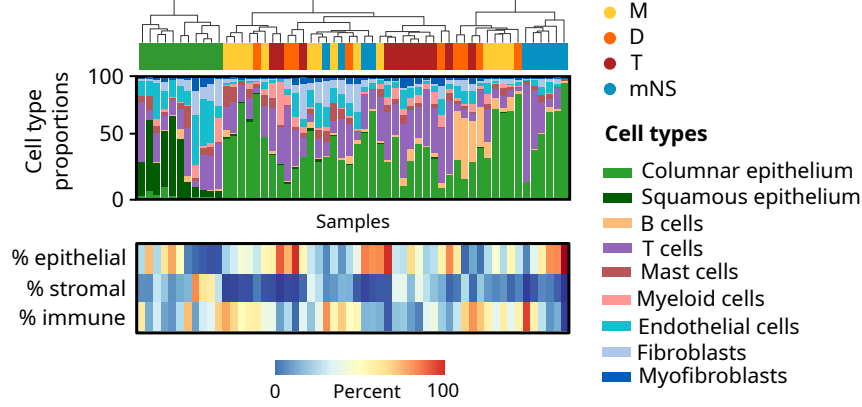 M
D
T
mNS
100
50
0
Cell type
proportions
Samples
Cell types
Columnar epithelium
Squamous epithelium
B cells
T cells
Mast cells
Myeloid cells
Endothelial cells
Fibroblasts
Myofibroblasts
% epithelial
% stromal
% immune
0 Percent 100